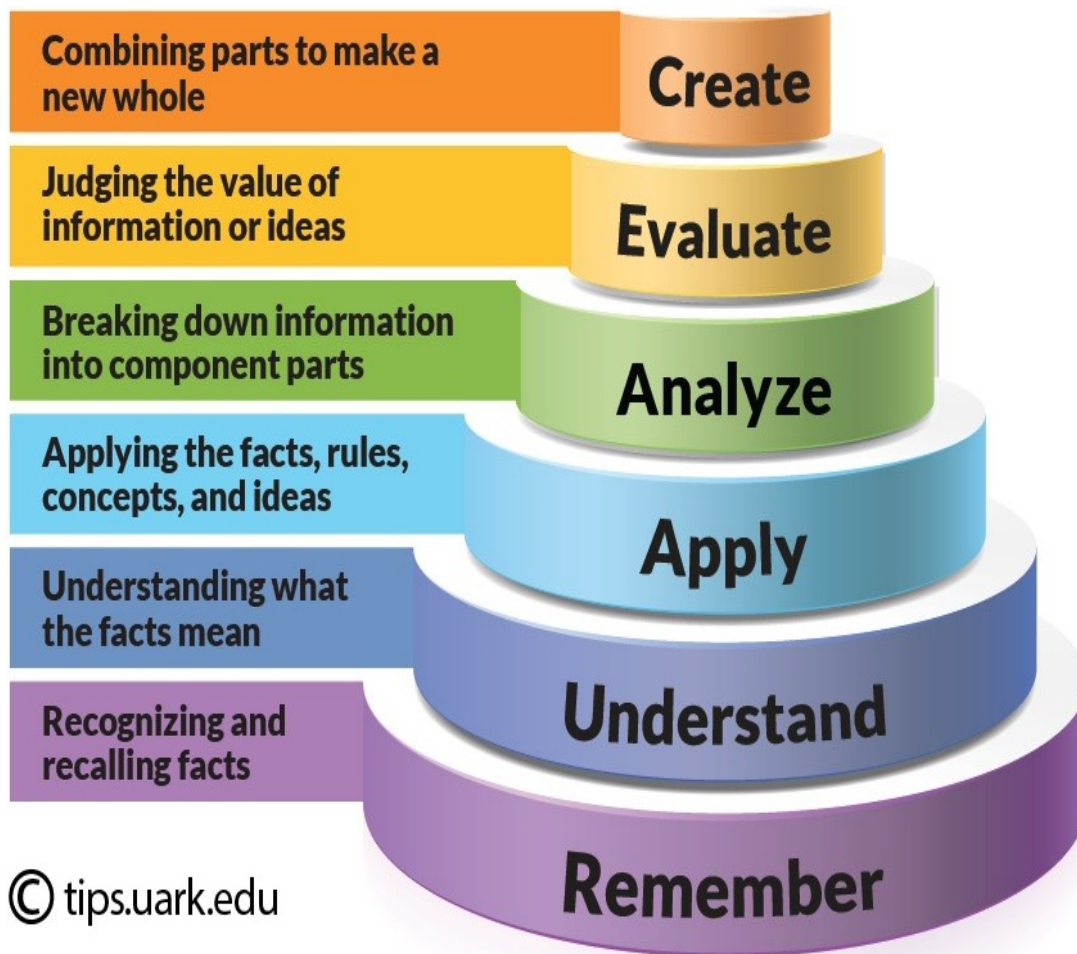 Combining parts to make a
new whole
Create
Judging the value of
information or ideas
Evaluate
Breaking down information
into component parts
Analyze
Applying the facts, rules,
concepts, and ideas
Apply
Understanding what
the facts mean
Understand
Recognizing and
recalling facts
Remember
© tips.uark.edu